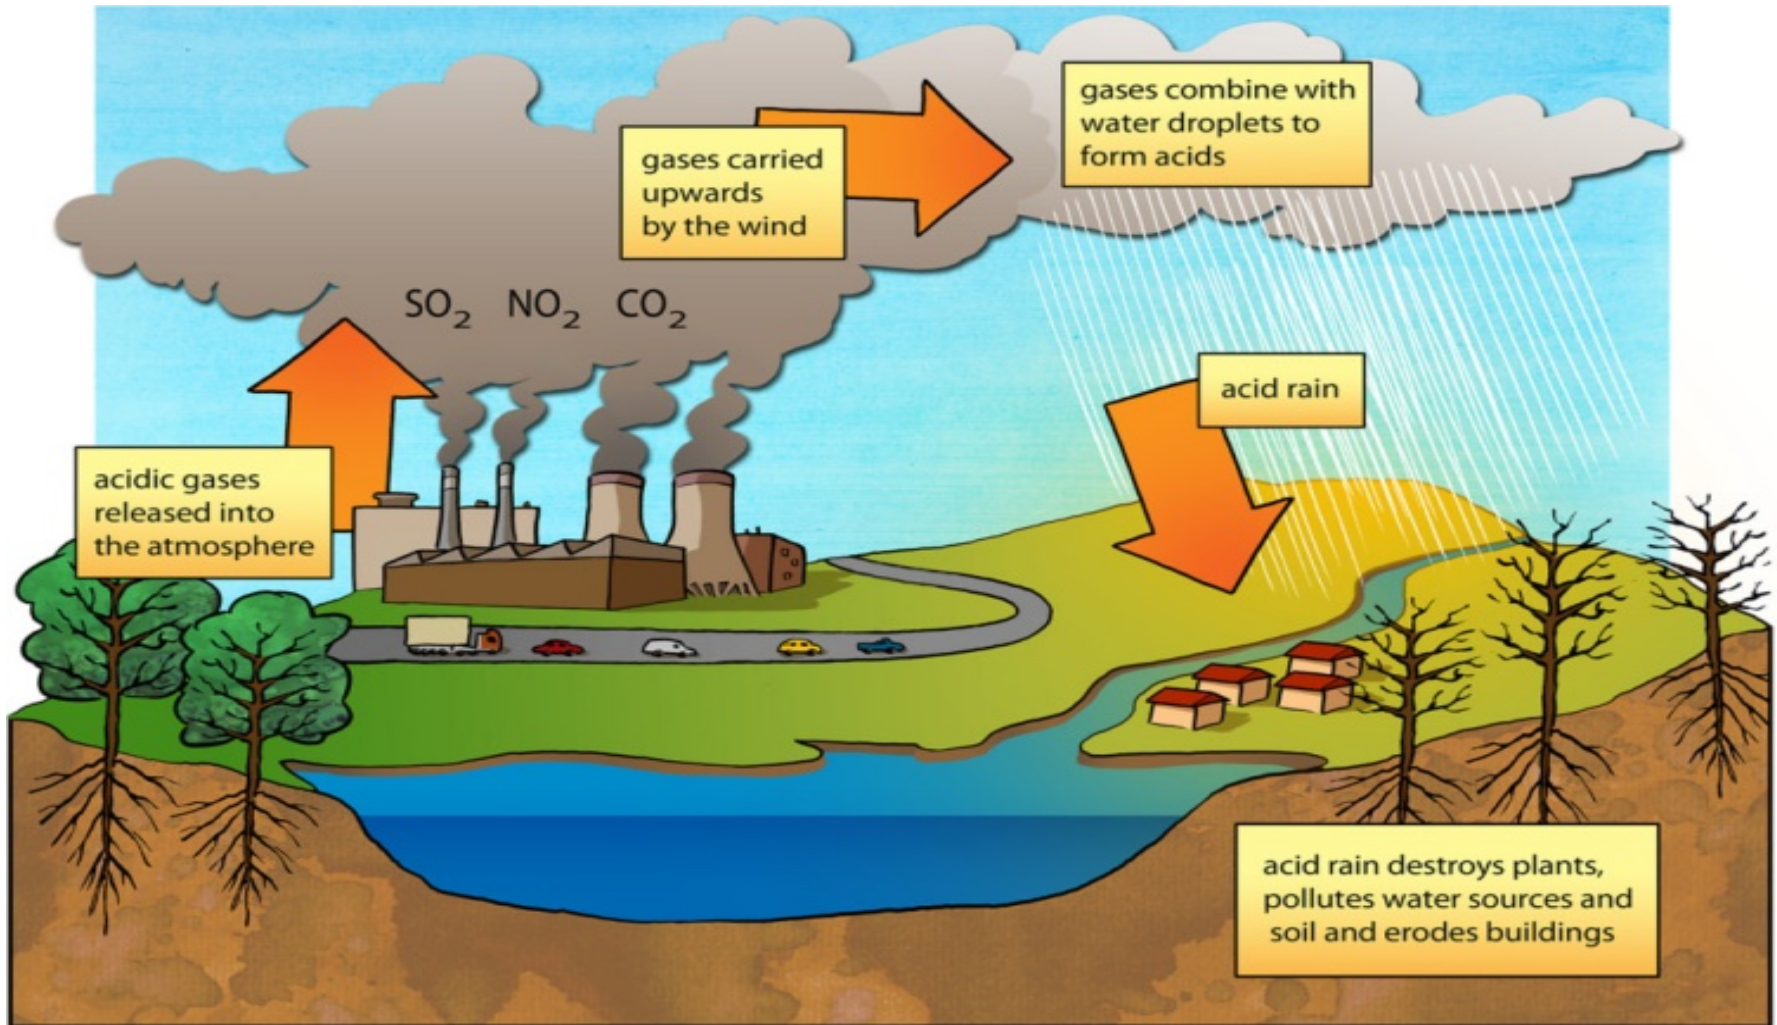 acidic gases
released into
the atmosphere
SO₂ NO₂ CO₂
gases carried
upwards
by the wind
gases combine with
water droplets to
form acids
acid rain
acid rain destroys plants,
pollutes water sources and
soil and erodes buildings